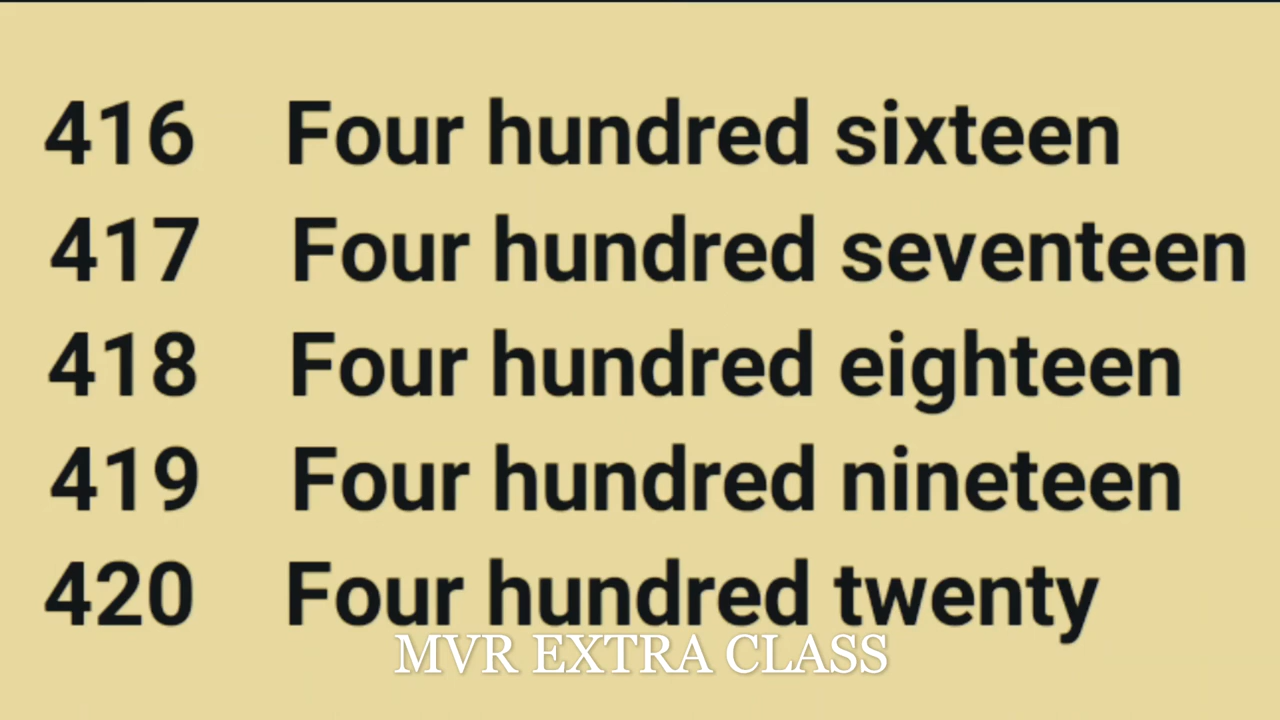 416 Four hundred sixteen
417 Four hundred seventeen
418 Four hundred eighteen
419 Four hundred nineteen
420 Four hundred twenty
MVR EXTRA CLASS